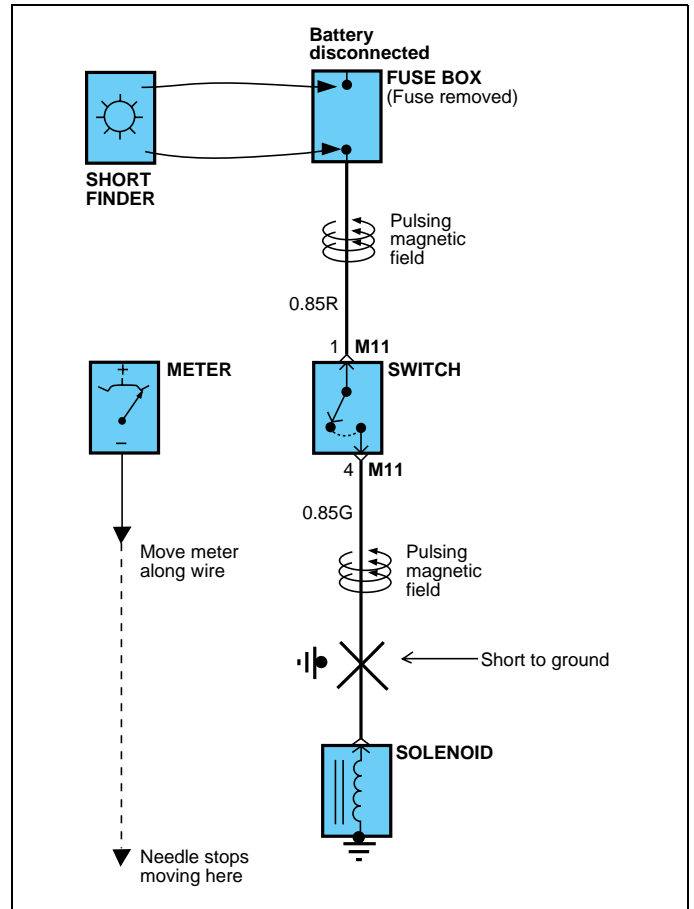 Battery
disconnected
FUSE BOX
(Fuse removed)
SHORT
FINDER
Pulsing
magnetic
field
0.85R
1 M11
METER
SWITCH
+
–
4 M11
0.85G
Move meter
along wire
Pulsing
magnetic
field
Short to ground
SOLENOID
Needle stops
moving here